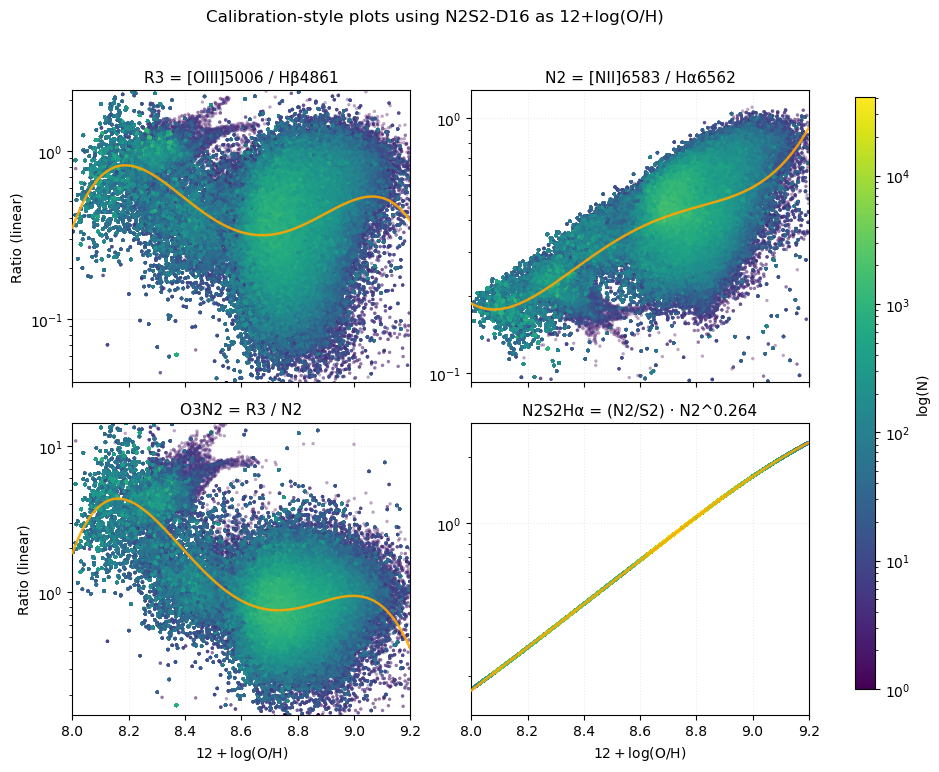 Calibration-style plots using N2S2-D16 as 12+log(O/H)
R3 = [OIII]5006 / Hβ4861
N2 = [NII]6583 / Hα6562
Ratio (linear)
10⁰
10⁻¹
10⁰
10⁻¹
O3N2 = R3 / N2
N2S2Hα = (N2/S2) · N2^0.264
Ratio (linear)
10¹
10⁰
10⁰
8.0 8.2 8.4 8.6 8.8 9.0 9.2
8.0 8.2 8.4 8.6 8.8 9.0 9.2
12 + log(O/H)
12 + log(O/H)
10⁴
10³
10²
10¹
10⁰
log(N)